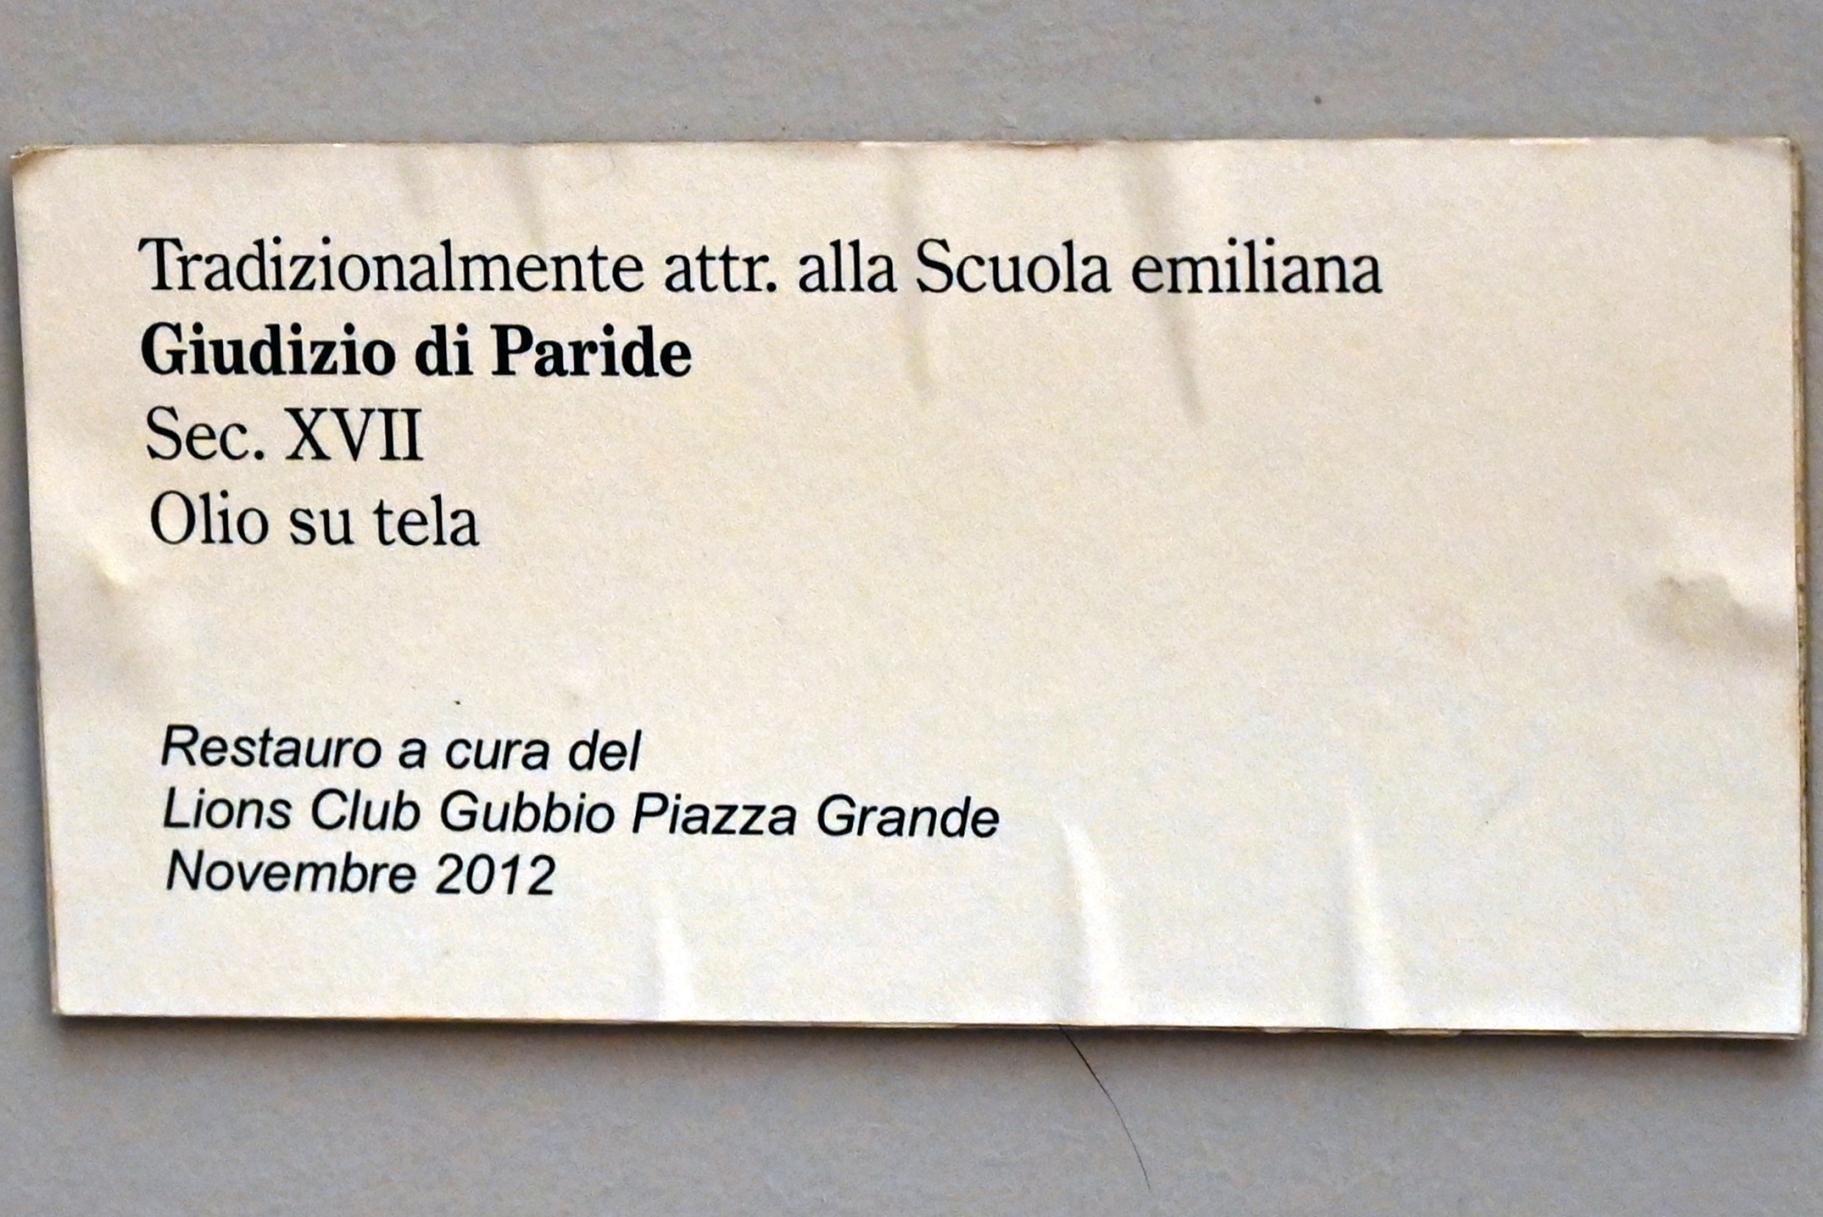 Tradizionalmente attr. alla Scuola emiliana
Giudizio di Paride
Sec. XVII
Olio su tela
Restauro a cura del
Lions Club Gubbio Piazza Grande
Novembre 2012